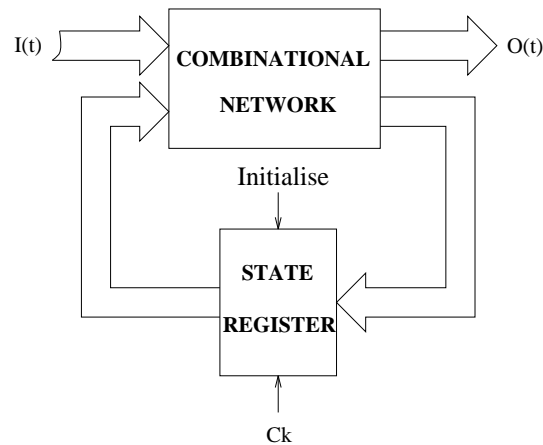 I(t)
O(t)
COMBINATIONAL
NETWORK
Initialise
STATE
REGISTER
Ck